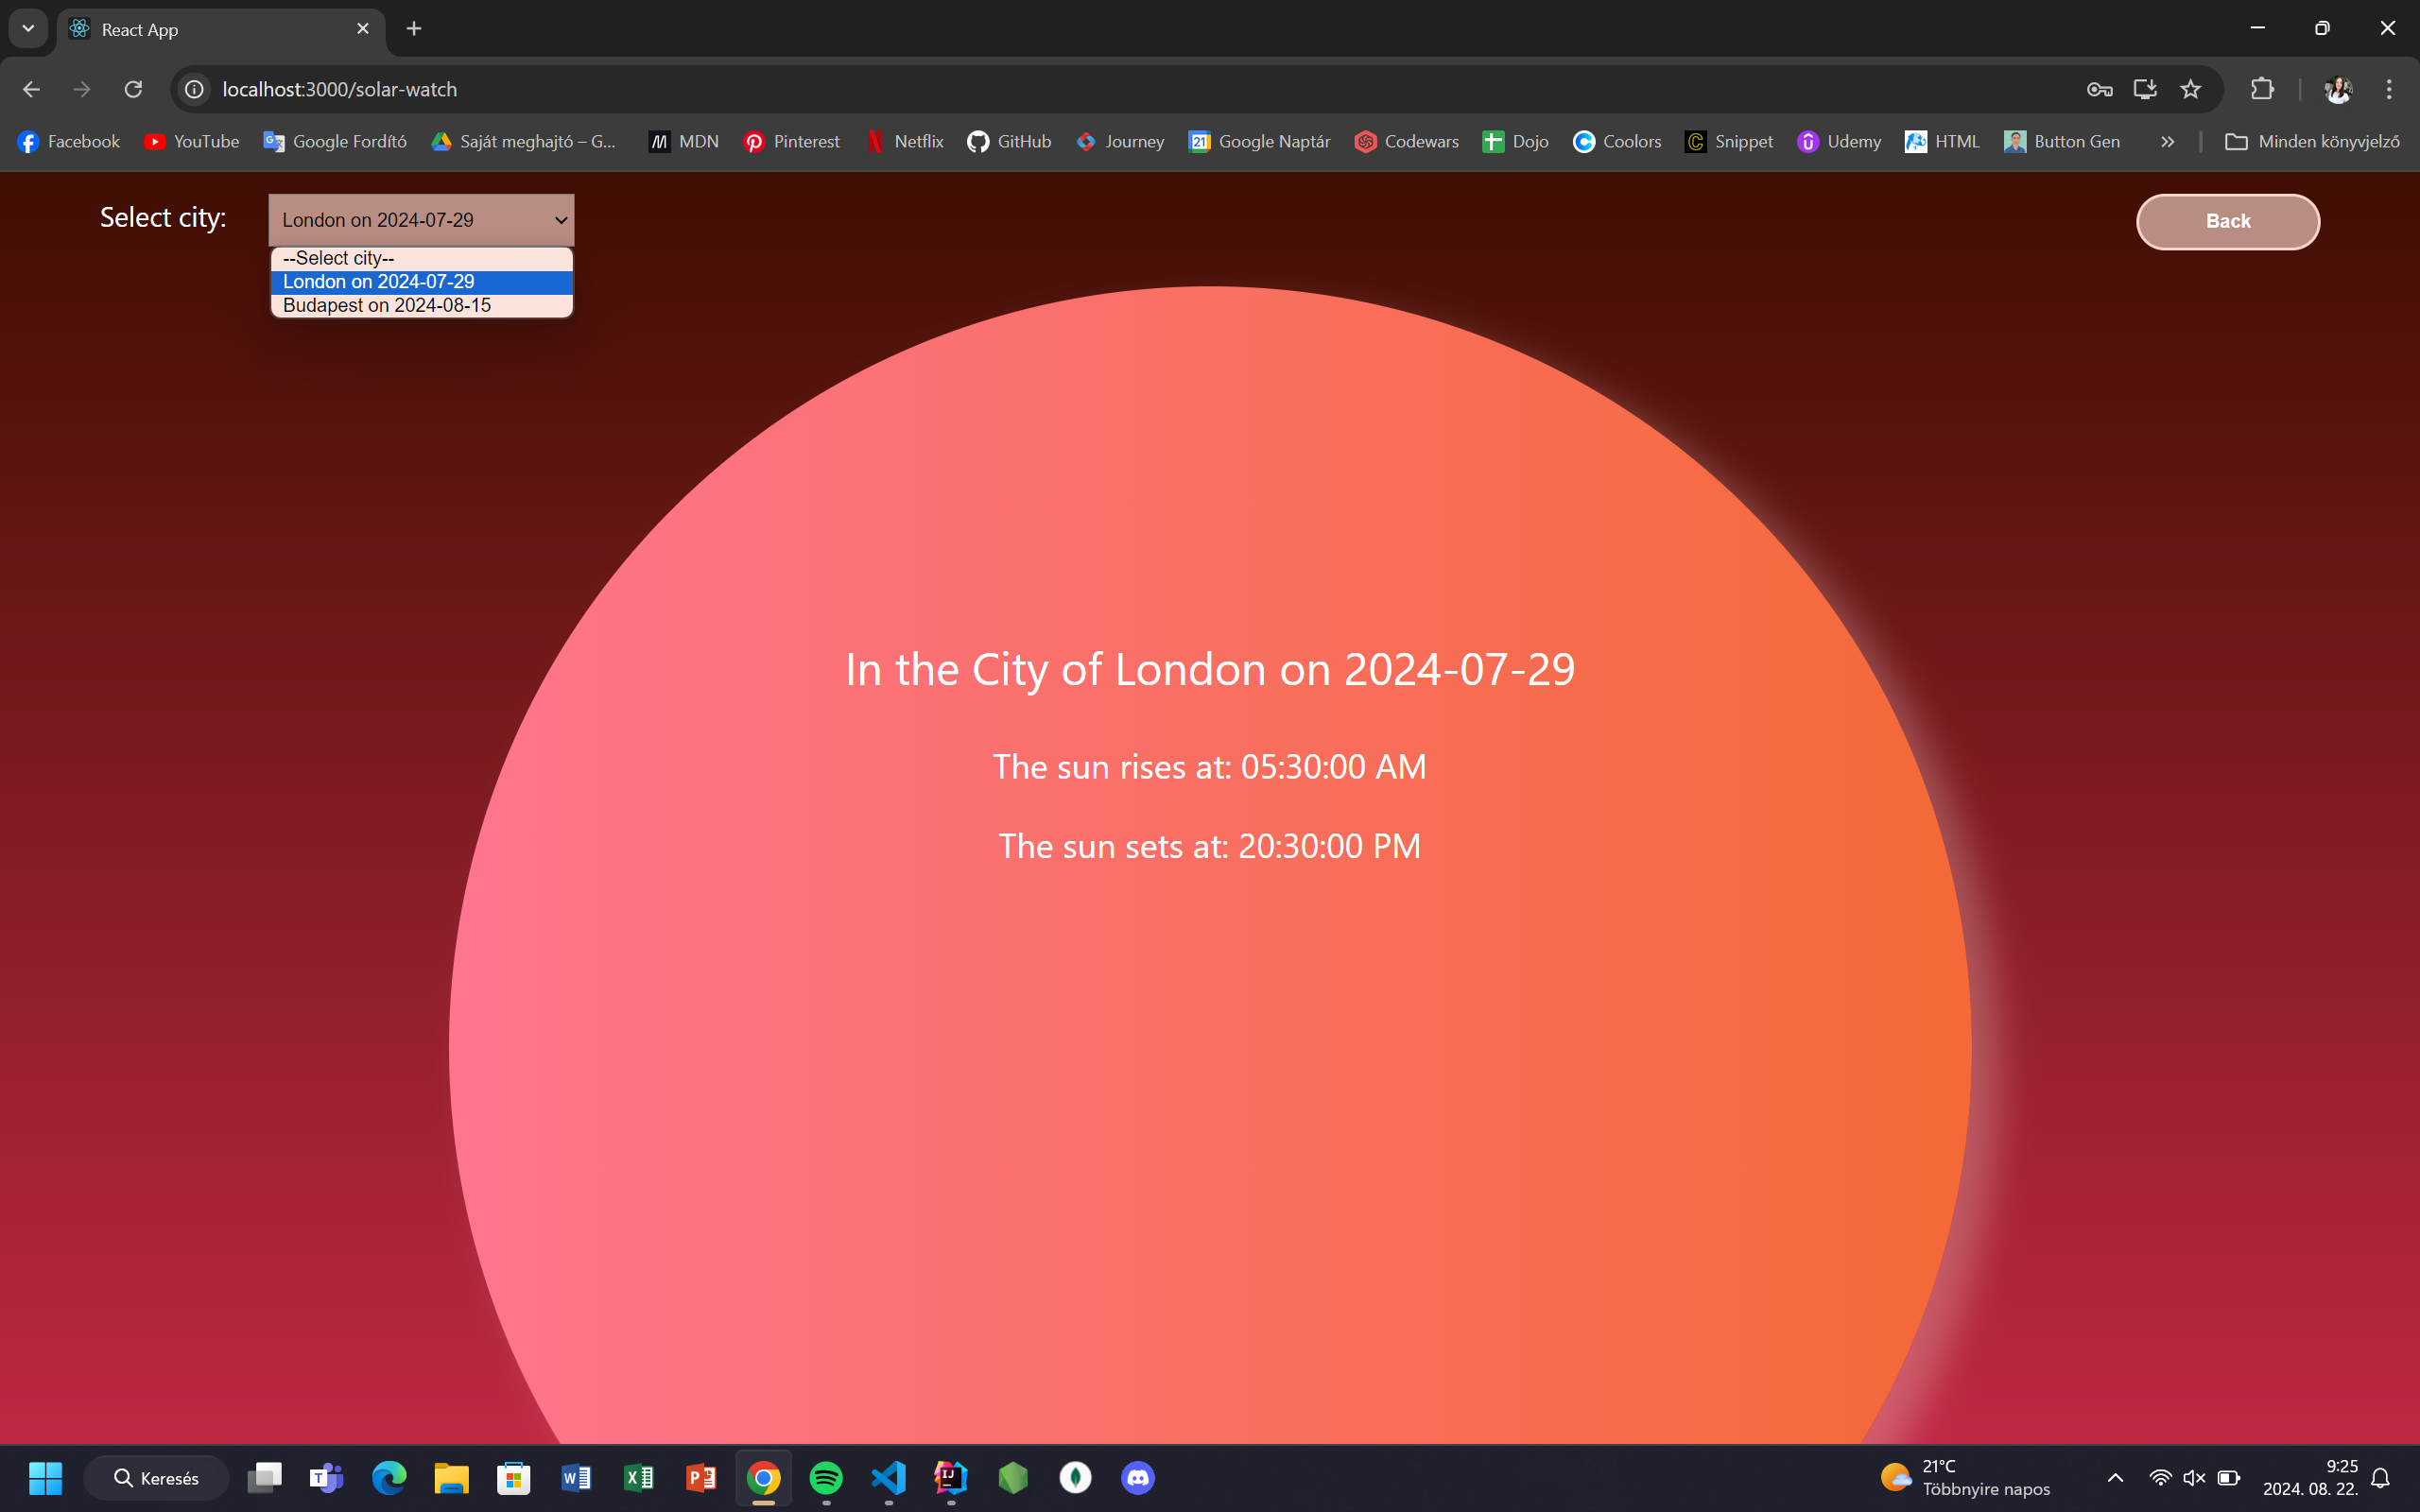 React App
localhost:3000/solar-watch
Facebook YouTube Google Fordító Saját meghajtó – G... MDN Pinterest Netflix GitHub Journey 21 Google Naptár Codewars Dojo Coolors Snippet Udemy HTML Button Gen Minden könyvjelző
Select city: London on 2024-07-29 Back
--Select city--
London on 2024-07-29
Budapest on 2024-08-15
In the City of London on 2024-07-29
The sun rises at: 05:30:00 AM
The sun sets at: 20:30:00 PM
Keresés
21°C
Többnyire napos
9:25
2024. 08. 22.